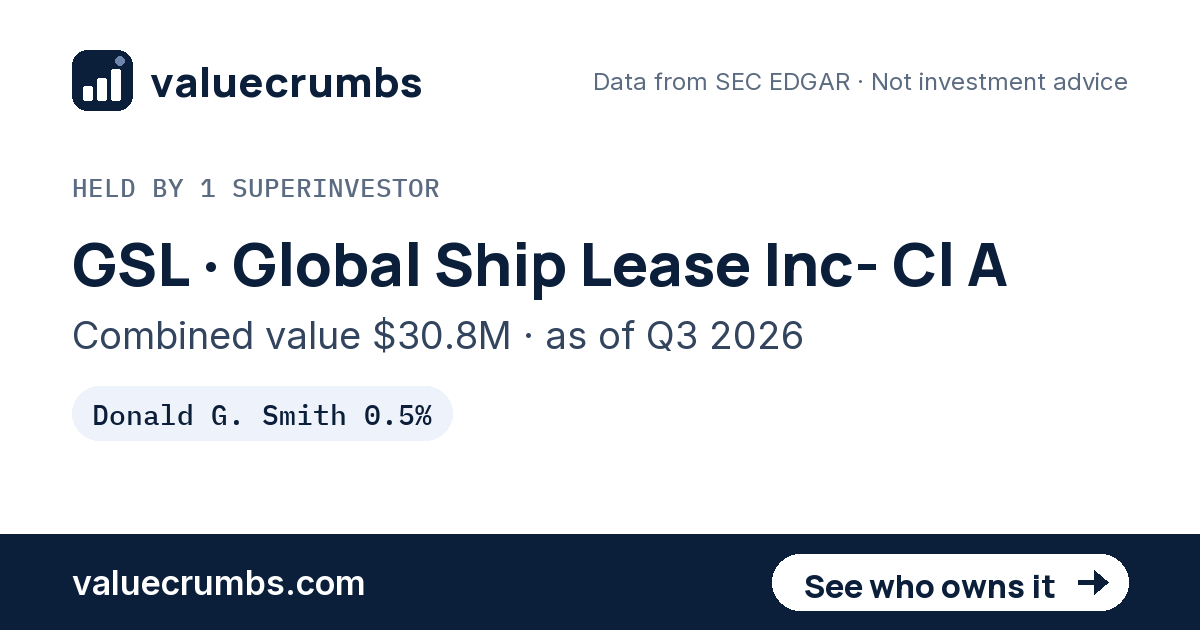 valuecrumbs
Data from SEC EDGAR · Not investment advice
HELD BY 1 SUPERINVESTOR
GSL · Global Ship Lease Inc- Cl A
Combined value $30.8M · as of Q3 2026
Donald G. Smith 0.5%
valuecrumbs.com
See who owns it →